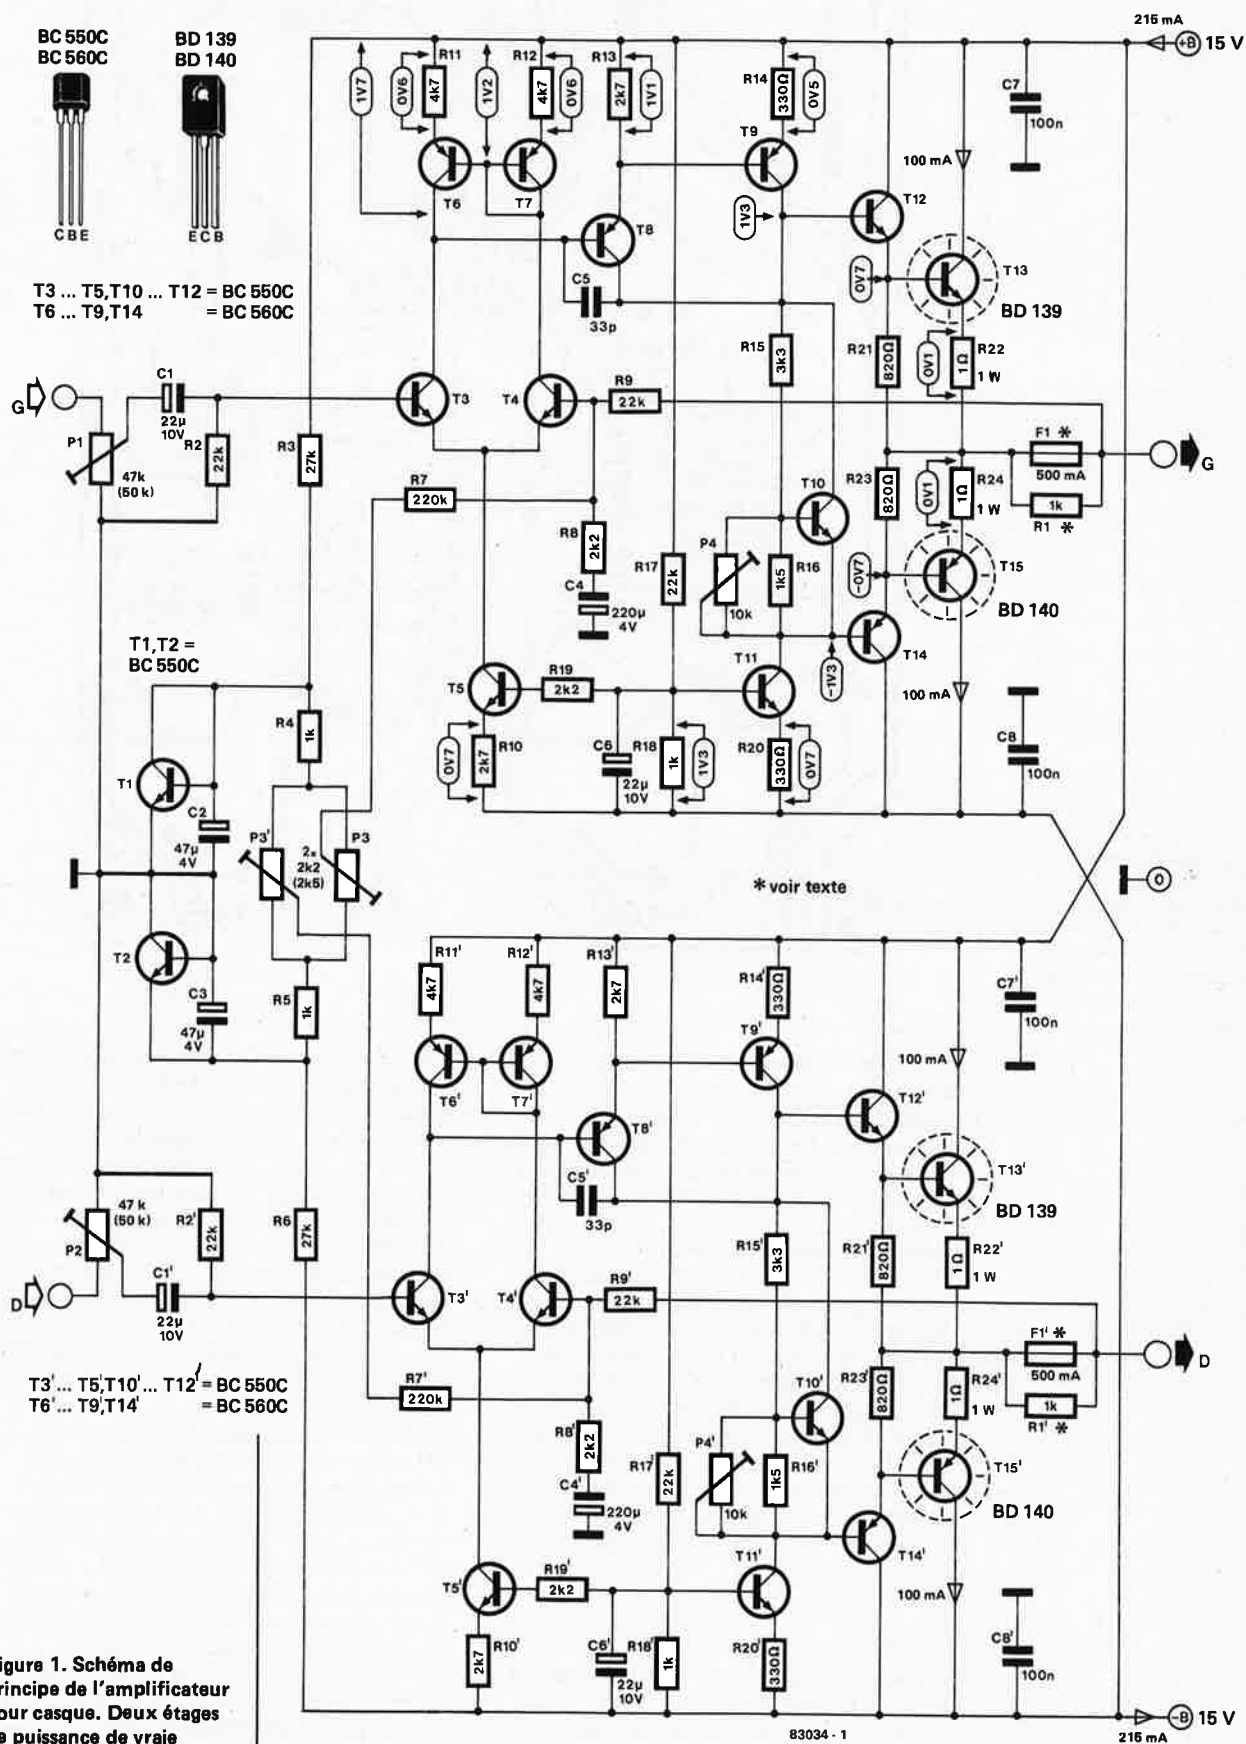 BC 550C
BC 560C
BD 139
BD 140
C B E
E C B
T3 ... T5,T10 ... T12 = BC 550C
T6 ... T9,T14 = BC 560C
215 mA
+B 15 V
1V7
0V6
R11
4k7
1V2
R12
4k7
0V6
R13
2k7
1V1
R14
330Ω
0V5
C7
100n
T9
100 mA
T6
T7
T8
1V3
T12
C5
33p
0V7
T13
BD 139
R15
3k3
R21
820Ω
0V1
R22
1Ω
1 W
G
C1
22µ
10V
P1
47k
(50 k)
R2
22k
R3
27k
T3
T4
R9
22k
F1 *
500 mA
G
R7
220k
T10
R23
820Ω
0V1
R24
1Ω
1 W
1k
R1 *
R8
2k2
C4
220µ
4V
R17
22k
P4
10k
R16
1k5
-0V7
T15
BD 140
T1,T2 =
BC 550C
T14
T5
R19
2k2
T11
-1V3
100 mA
R4
1k
0V7
R10
2k7
C6
22µ
10V
R18
1k
1V3
R20
330Ω
0V7
C8
100n
T1
C2
47µ
4V
P3'
P3
2x
2k2
(2k5)
* voir texte
0
T2
C3
47µ
4V
R5
1k
R11'
4k7
R12'
4k7
R13'
2k7
R14'
330Ω
C7'
100n
T9'
100 mA
T6'
T7'
T8'
T12'
C5'
33p
T13'
BD 139
47 k
(50 k)
P2
R2'
22k
R6
27k
R15'
3k3
R21'
820Ω
R22'
1Ω
1 W
D
C1'
22µ
10V
T3'
T4'
R9'
22k
F1' *
500 mA
D
T3'... T5',T10'... T12' = BC 550C
T6'... T9',T14' = BC 560C
R7'
220k
T10'
R23'
820Ω
R24'
1Ω
1 W
1k
R1' *
R8'
2k2
C4'
220µ
4V
R17'
22k
P4'
10k
R16'
1k5
T15'
BD 140
T14'
T5'
R19'
2k2
T11'
100 mA
R10'
2k7
C6'
22µ
10V
R18'
1k
R20'
330Ω
C8'
100n
igure 1. Schéma de
rincipe de l'amplificateur
our casque. Deux étages
e puissance de vraie
83034 - 1
-B 15 V
215 mA